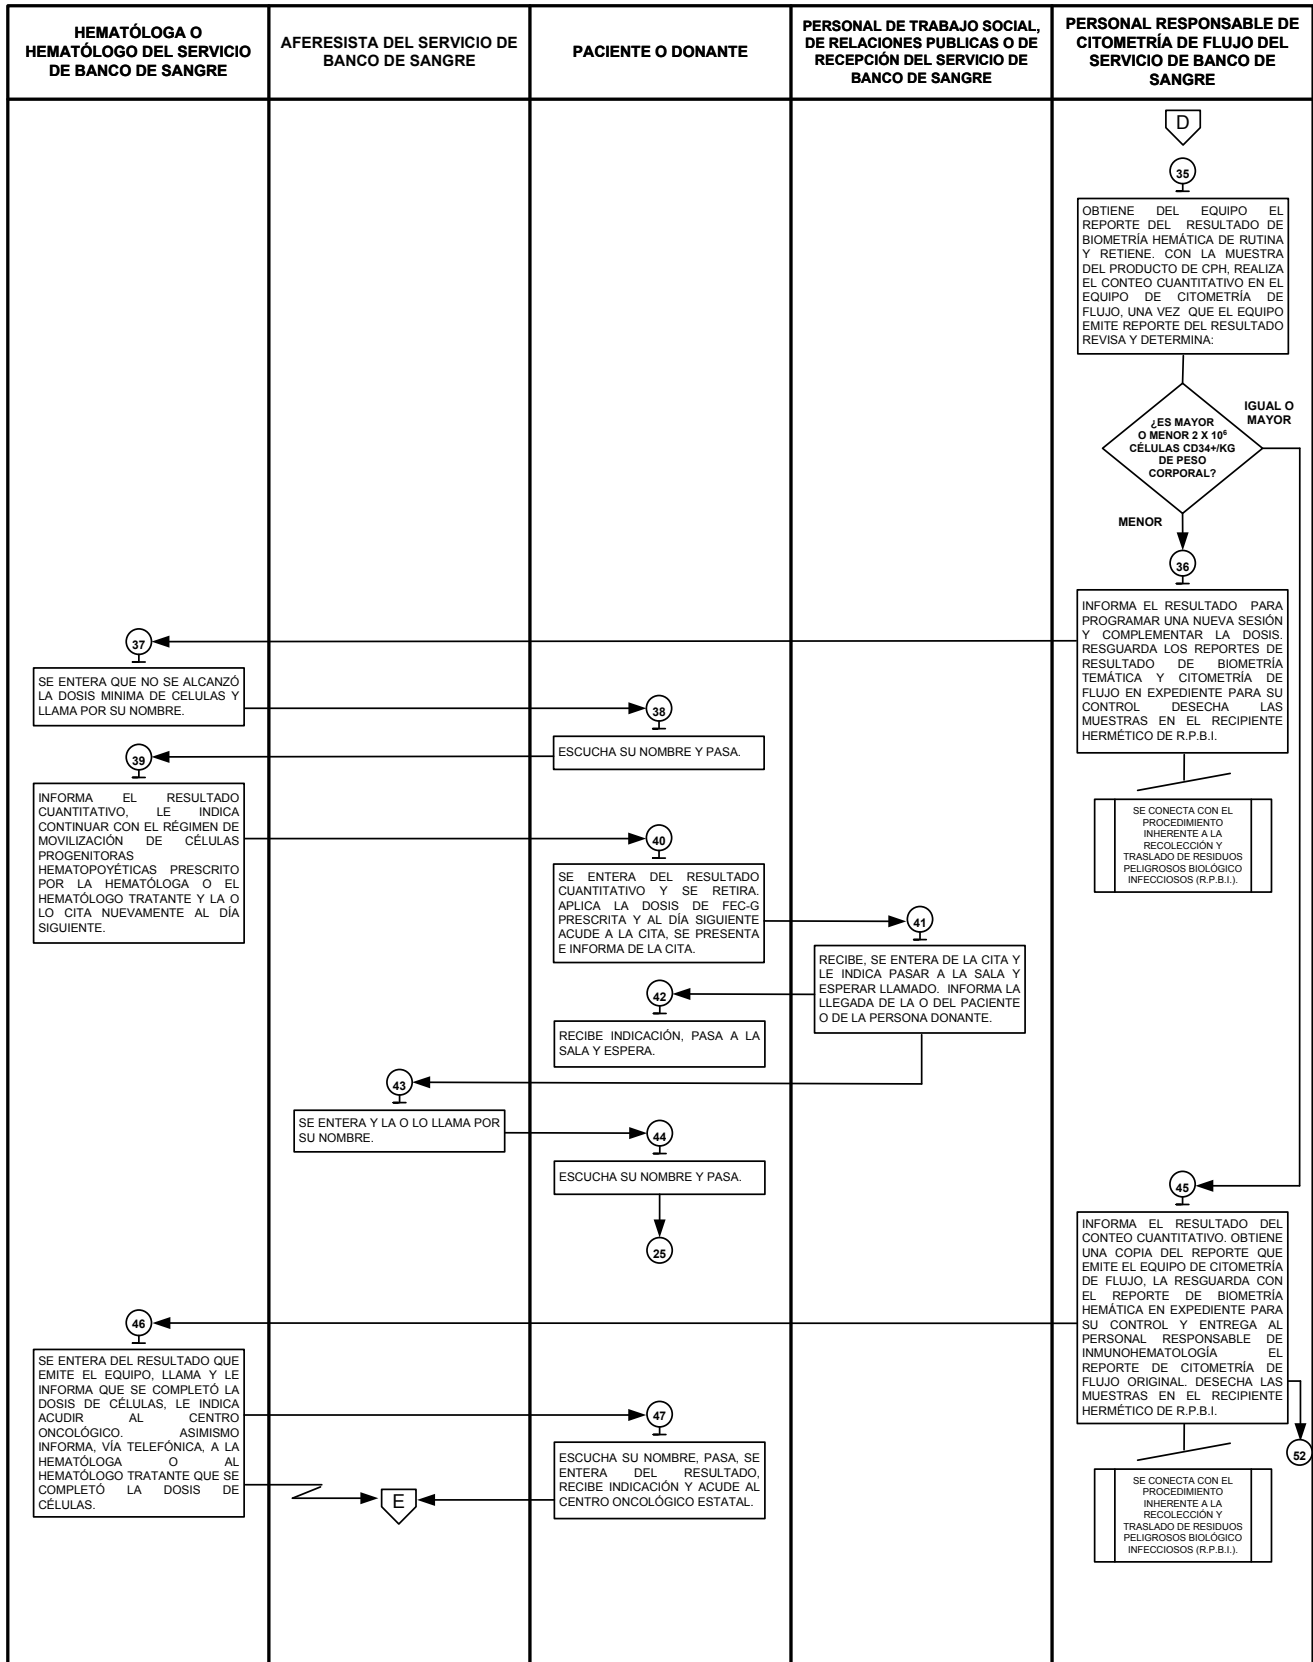 HEMATÓLOGA O
HEMATÓLOGO DEL SERVICIO
DE BANCO DE SANGRE
AFERESISTA DEL SERVICIO DE
BANCO DE SANGRE
PACIENTE O DONANTE
PERSONAL DE TRABAJO SOCIAL,
DE RELACIONES PUBLICAS O DE
RECEPCIÓN DEL SERVICIO DE
BANCO DE SANGRE
PERSONAL RESPONSABLE DE
CITOMETRÍA DE FLUJO DEL
SERVICIO DE BANCO DE
SANGRE
D
35
OBTIENE DEL EQUIPO EL
REPORTE DEL RESULTADO DE
BIOMETRÍA HEMÁTICA DE RUTINA
Y RETIENE. CON LA MUESTRA
DEL PRODUCTO DE CPH, REALIZA
EL CONTEO CUANTITATIVO EN EL
EQUIPO DE CITOMETRÍA DE
FLUJO, UNA VEZ QUE EL EQUIPO
EMITE REPORTE DEL RESULTADO
REVISA Y DETERMINA:
¿ES MAYOR
O MENOR 2 X 10⁶
CÉLULAS CD34+/KG
DE PESO
CORPORAL?
IGUAL O
MAYOR
MENOR
36
INFORMA EL RESULTADO PARA
PROGRAMAR UNA NUEVA SESIÓN
Y COMPLEMENTAR LA DOSIS.
RESGUARDA LOS REPORTES DE
RESULTADO DE BIOMETRÍA
TEMÁTICA Y CITOMETRÍA DE
FLUJO EN EXPEDIENTE PARA SU
CONTROL DESECHA LAS
MUESTRAS EN EL RECIPIENTE
HERMÉTICO DE R.P.B.I.
SE CONECTA CON EL
PROCEDIMIENTO
INHERENTE A LA
RECOLECCIÓN Y
TRASLADO DE RESIDUOS
PELIGROSOS BIOLÓGICO
INFECCIOSOS (R.P.B.I.).
37
SE ENTERA QUE NO SE ALCANZÓ
LA DOSIS MINIMA DE CELULAS Y
LLAMA POR SU NOMBRE.
38
ESCUCHA SU NOMBRE Y PASA.
39
INFORMA EL RESULTADO
CUANTITATIVO, LE INDICA
CONTINUAR CON EL RÉGIMEN DE
MOVILIZACIÓN DE CÉLULAS
PROGENITORAS
HEMATOPOYÉTICAS PRESCRITO
POR LA HEMATÓLOGA O EL
HEMATÓLOGO TRATANTE Y LA O
LO CITA NUEVAMENTE AL DÍA
SIGUIENTE.
40
SE ENTERA DEL RESULTADO
CUANTITATIVO Y SE RETIRA.
APLICA LA DOSIS DE FEC-G
PRESCRITA Y AL DÍA SIGUIENTE
ACUDE A LA CITA, SE PRESENTA
E INFORMA DE LA CITA.
41
RECIBE, SE ENTERA DE LA CITA Y
LE INDICA PASAR A LA SALA Y
ESPERAR LLAMADO. INFORMA LA
LLEGADA DE LA O DEL PACIENTE
O DE LA PERSONA DONANTE.
42
RECIBE INDICACIÓN, PASA A LA
SALA Y ESPERA.
43
SE ENTERA Y LA O LO LLAMA POR
SU NOMBRE.
44
ESCUCHA SU NOMBRE Y PASA.
25
45
INFORMA EL RESULTADO DEL
CONTEO CUANTITATIVO. OBTIENE
UNA COPIA DEL REPORTE QUE
EMITE EL EQUIPO DE CITOMETRÍA
DE FLUJO, LA RESGUARDA CON
EL REPORTE DE BIOMETRÍA
HEMÁTICA EN EXPEDIENTE PARA
SU CONTROL Y ENTREGA AL
PERSONAL RESPONSABLE DE
INMUNOHEMATOLOGÍA EL
REPORTE DE CITOMETRÍA DE
FLUJO ORIGINAL. DESECHA LAS
MUESTRAS EN EL RECIPIENTE
HERMÉTICO DE R.P.B.I.
52
SE CONECTA CON EL
PROCEDIMIENTO
INHERENTE A LA
RECOLECCIÓN Y
TRASLADO DE RESIDUOS
PELIGROSOS BIOLÓGICO
INFECCIOSOS (R.P.B.I.).
46
SE ENTERA DEL RESULTADO QUE
EMITE EL EQUIPO, LLAMA Y LE
INFORMA QUE SE COMPLETÓ LA
DOSIS DE CÉLULAS, LE INDICA
ACUDIR AL CENTRO
ONCOLÓGICO. ASIMISMO
INFORMA, VÍA TELEFÓNICA, A LA
HEMATÓLOGA O AL
HEMATÓLOGO TRATANTE QUE SE
COMPLETÓ LA DOSIS DE
CÉLULAS.
47
ESCUCHA SU NOMBRE, PASA, SE
ENTERA DEL RESULTADO,
RECIBE INDICACIÓN Y ACUDE AL
CENTRO ONCOLÓGICO ESTATAL.
E